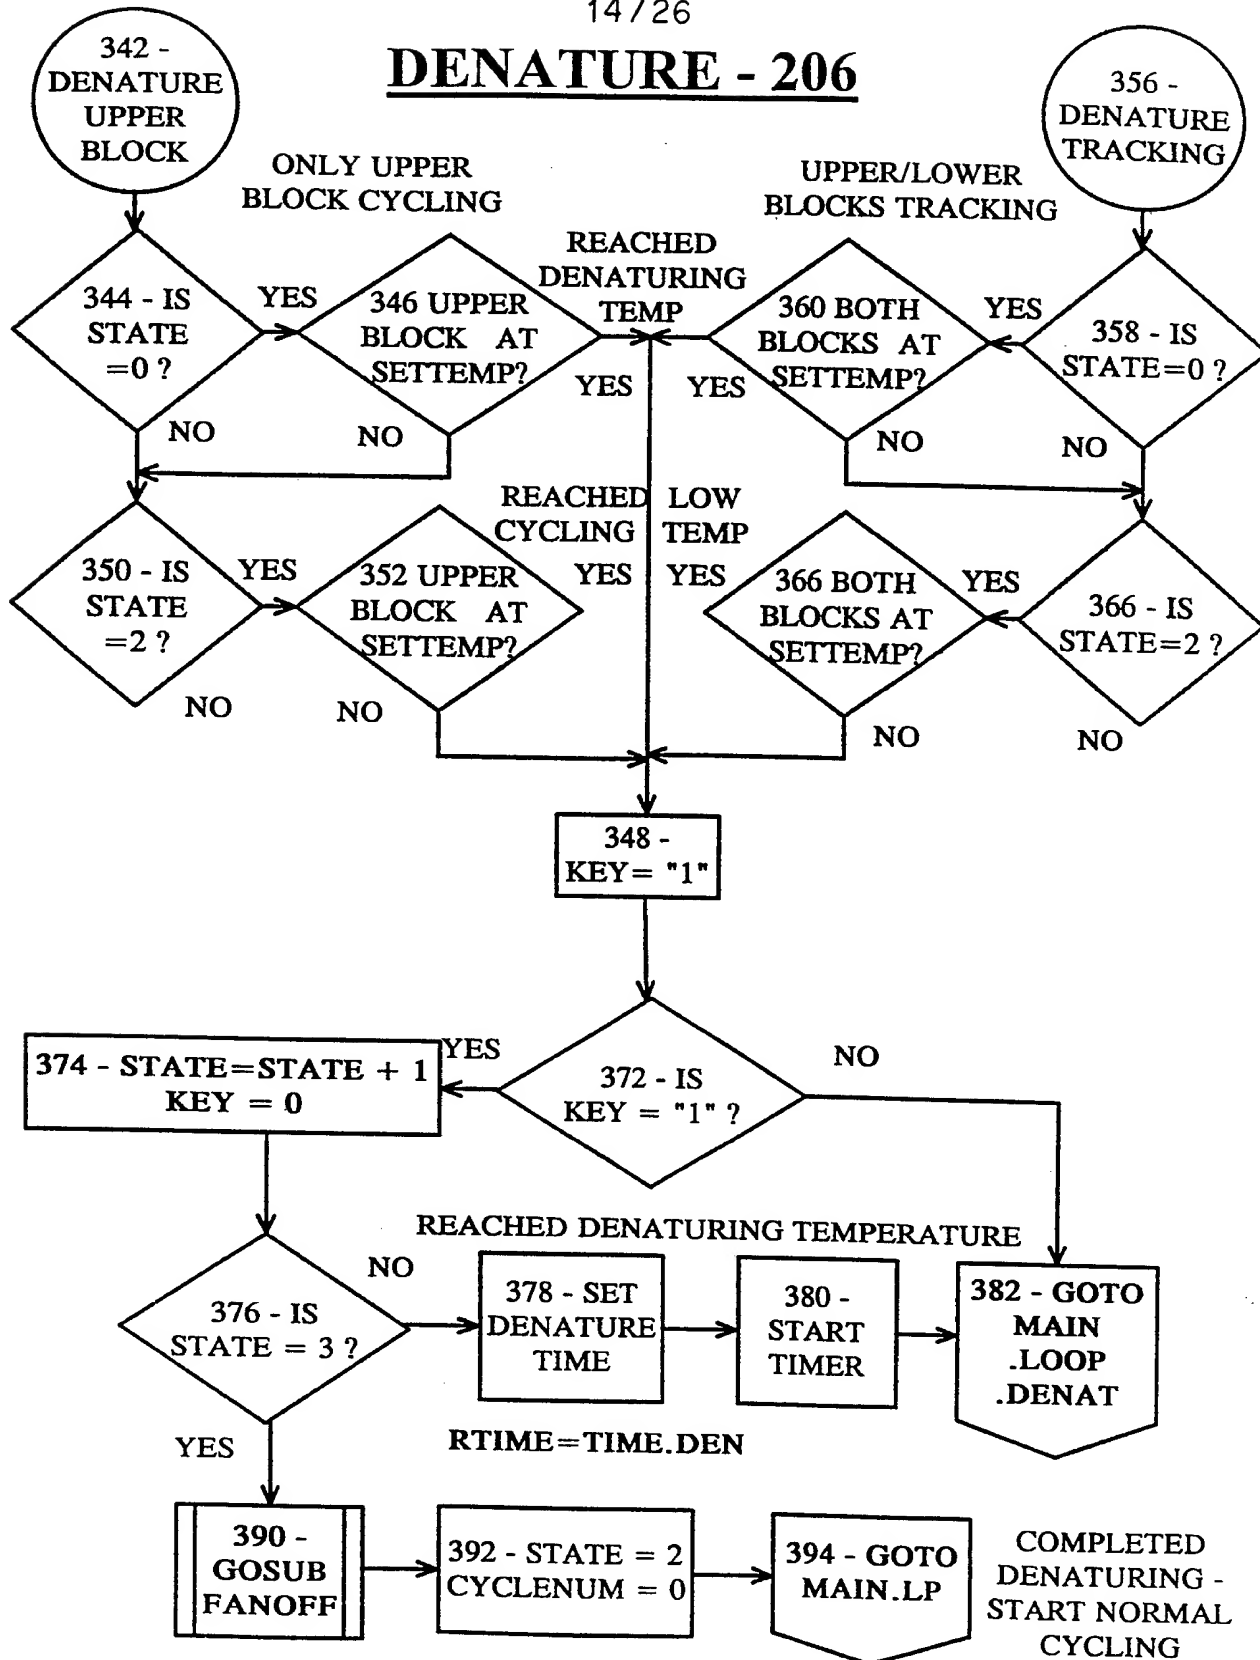 14/26
DENATURE - 206
342 -
DENATURE
UPPER
BLOCK
356 -
DENATURE
TRACKING
ONLY UPPER
BLOCK CYCLING
UPPER/LOWER
BLOCKS TRACKING
344 - IS
STATE
=0 ?
YES
NO
346 UPPER
BLOCK AT
SETTEMP?
YES
NO
REACHED
DENATURING
TEMP
360 BOTH
BLOCKS AT
SETTEMP?
YES
NO
358 - IS
STATE=0 ?
YES
NO
350 - IS
STATE
=2 ?
YES
NO
352 UPPER
BLOCK AT
SETTEMP?
YES
NO
REACHED LOW
CYCLING TEMP
366 BOTH
BLOCKS AT
SETTEMP?
YES
NO
366 - IS
STATE=2 ?
YES
NO
348 -
KEY= "1"
372 - IS
KEY = "1" ?
YES
NO
374 - STATE=STATE + 1
KEY = 0
REACHED DENATURING TEMPERATURE
376 - IS
STATE = 3 ?
NO
YES
378 - SET
DENATURE
TIME
380 -
START
TIMER
382 - GOTO
MAIN
.LOOP
.DENAT
RTIME=TIME.DEN
390 -
GOSUB
FANOFF
392 - STATE = 2
CYCLENUM = 0
394 - GOTO
MAIN.LP
COMPLETED
DENATURING -
START NORMAL
CYCLING